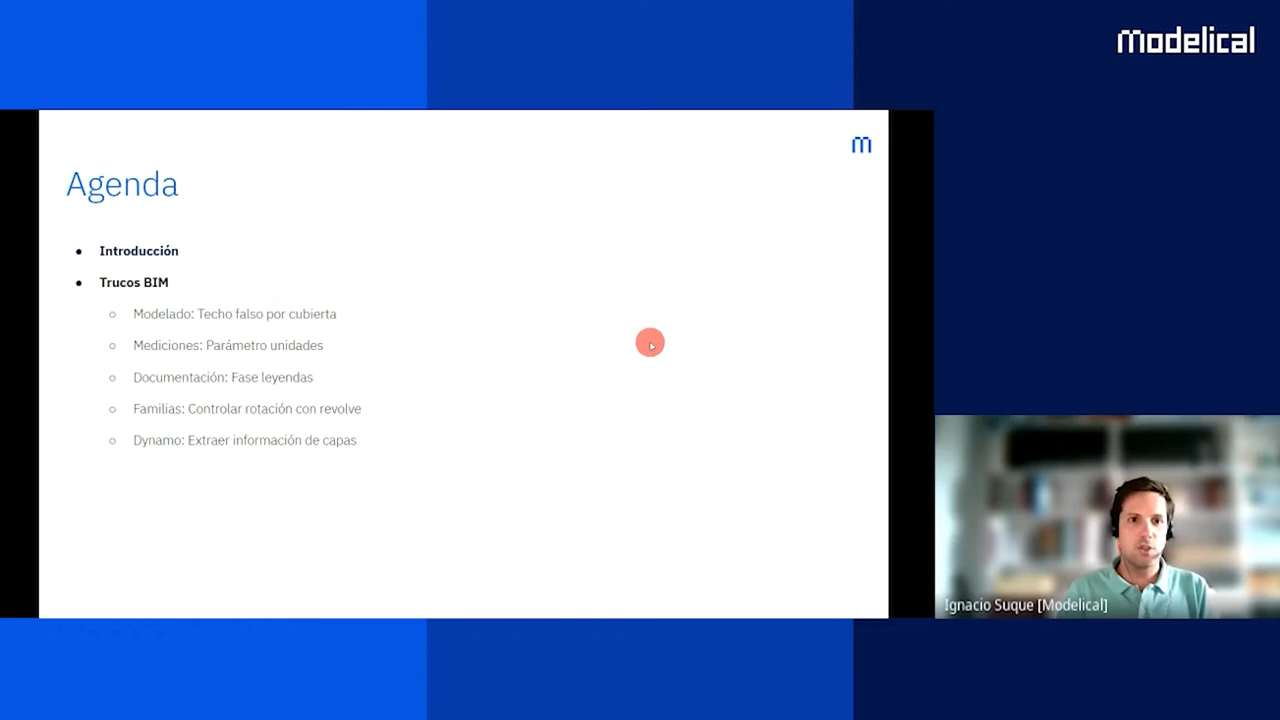 modelical
m
Agenda
• Introducción
• Trucos BIM
○ Modelado: Techo falso por cubierta
○ Mediciones: Parámetro unidades
○ Documentación: Fase leyendas
○ Familias: Controlar rotación con revolve
○ Dynamo: Extraer información de capas
Ignacio Suque [Modelical]